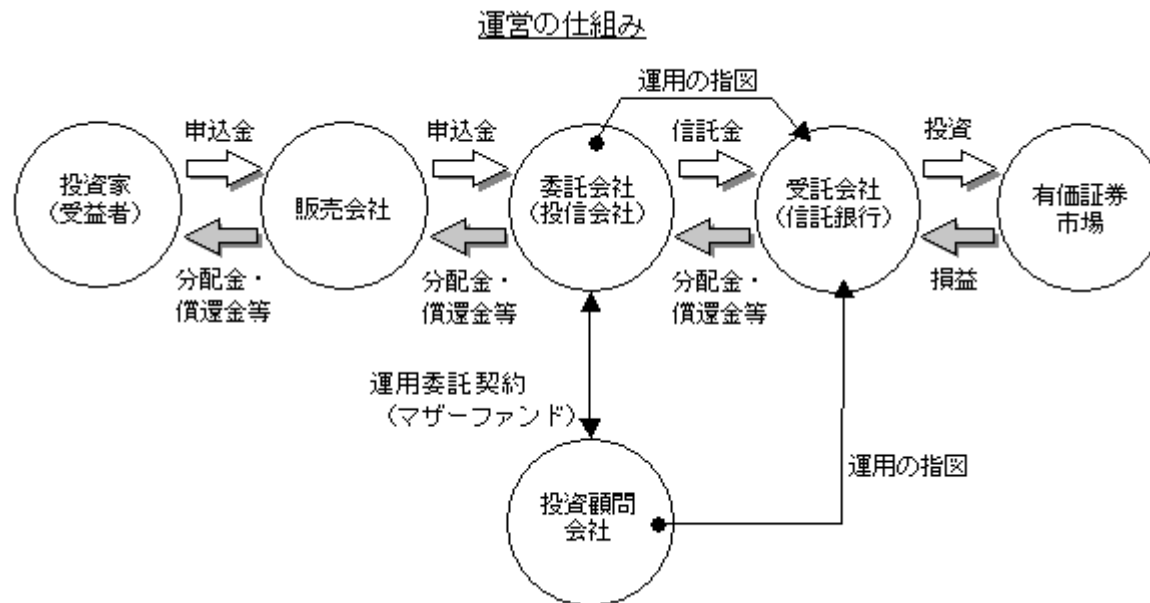 運営の仕組み
運用の指図
申込金
申込金
信託金
投資
投資家
（受益者）
販売会社
委託会社
（投信会社）
受託会社
（信託銀行）
有価証券
市場
分配金・
償還金等
分配金・
償還金等
分配金・
償還金等
損益
運用委託契約
（マザーファンド）
運用の指図
投資顧問
会社